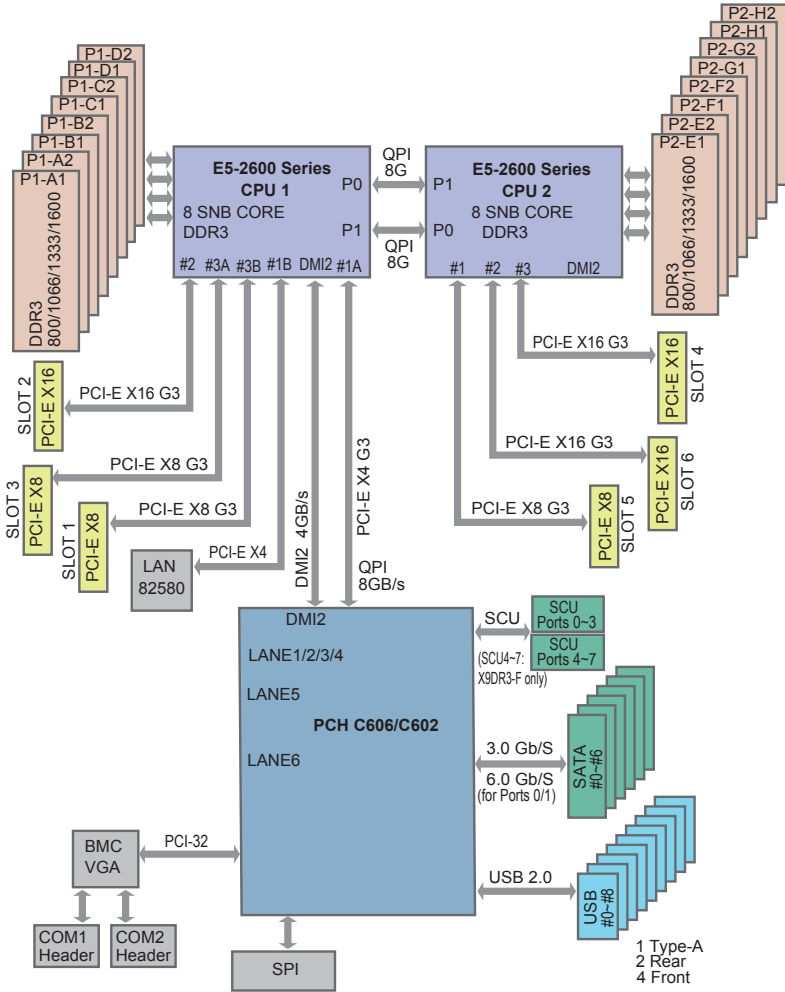 P1-D2
P1-D1
P1-C2
P1-C1
P1-B2
P1-B1
P1-A2
P1-A1
DDR3
800/1066/1333/1600
P2-H2
P2-H1
P2-G2
P2-G1
P2-F2
P2-F1
P2-E2
P2-E1
DDR3
800/1066/1333/1600
E5-2600 Series
CPU 1
8 SNB CORE
DDR3
P0
P1
#2
#3A
#3B
#1B
DMI2
#1A
QPI
8G
QPI
8G
E5-2600 Series
CPU 2
8 SNB CORE
DDR3
P1
P0
#1
#2
#3
DMI2
SLOT 2
PCI-E X16
PCI-E X16 G3
SLOT 3
PCI-E X8
PCI-E X8 G3
SLOT 1
PCI-E X8
PCI-E X8 G3
LAN
82580
PCI-E X4
DMI2 4GB/s
PCI-E X4 G3
QPI
8GB/s
PCI-E X16 G3
PCI-E X16
SLOT 4
PCI-E X16 G3
PCI-E X16
SLOT 6
PCI-E X8 G3
PCI-E X8
SLOT 5
DMI2
LANE1/2/3/4
LANE5
PCH C606/C602
LANE6
SCU
SCU
Ports 0~3
SCU
Ports 4~7
(SCU4~7:
X9DR3-F only)
3.0 Gb/S
6.0 Gb/S
(for Ports 0/1)
SATA
#0~#6
USB 2.0
USB
#0~#8
1 Type-A
2 Rear
4 Front
BMC
VGA
PCI-32
COM1
Header
COM2
Header
SPI